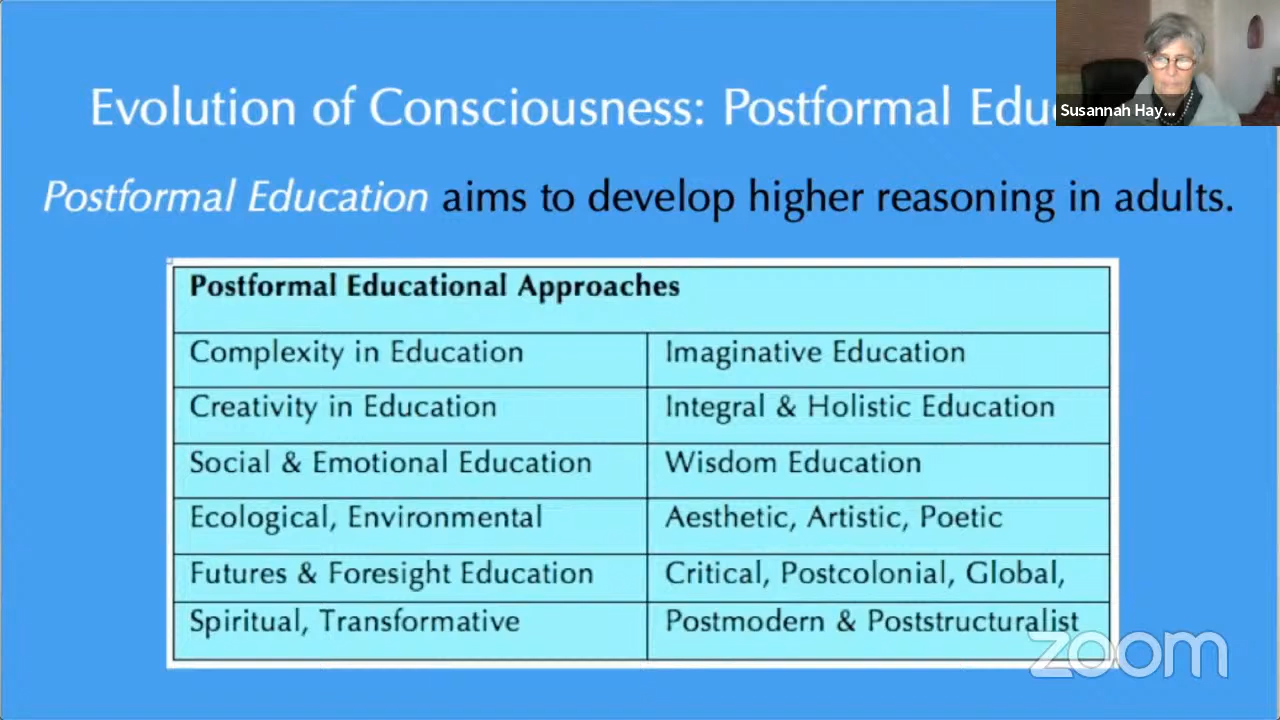 Evolution of Consciousness: Postformal Edu
Susannah Hay...
Postformal Education aims to develop higher reasoning in adults.
Postformal Educational Approaches
Complexity in Education
Imaginative Education
Creativity in Education
Integral & Holistic Education
Social & Emotional Education
Wisdom Education
Ecological, Environmental
Aesthetic, Artistic, Poetic
Futures & Foresight Education
Critical, Postcolonial, Global,
Spiritual, Transformative
Postmodern & Poststructuralist
zoom